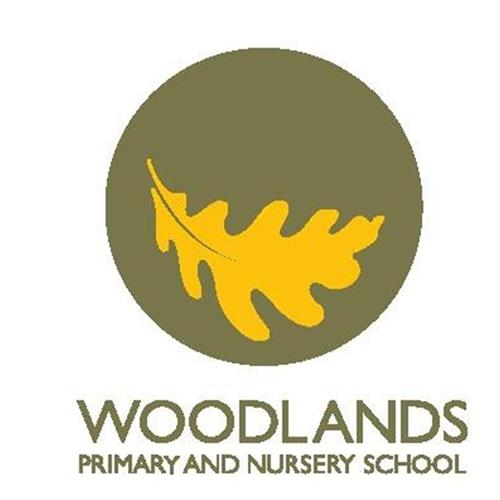 WOODLANDS
PRIMARY AND NURSERY SCHOOL